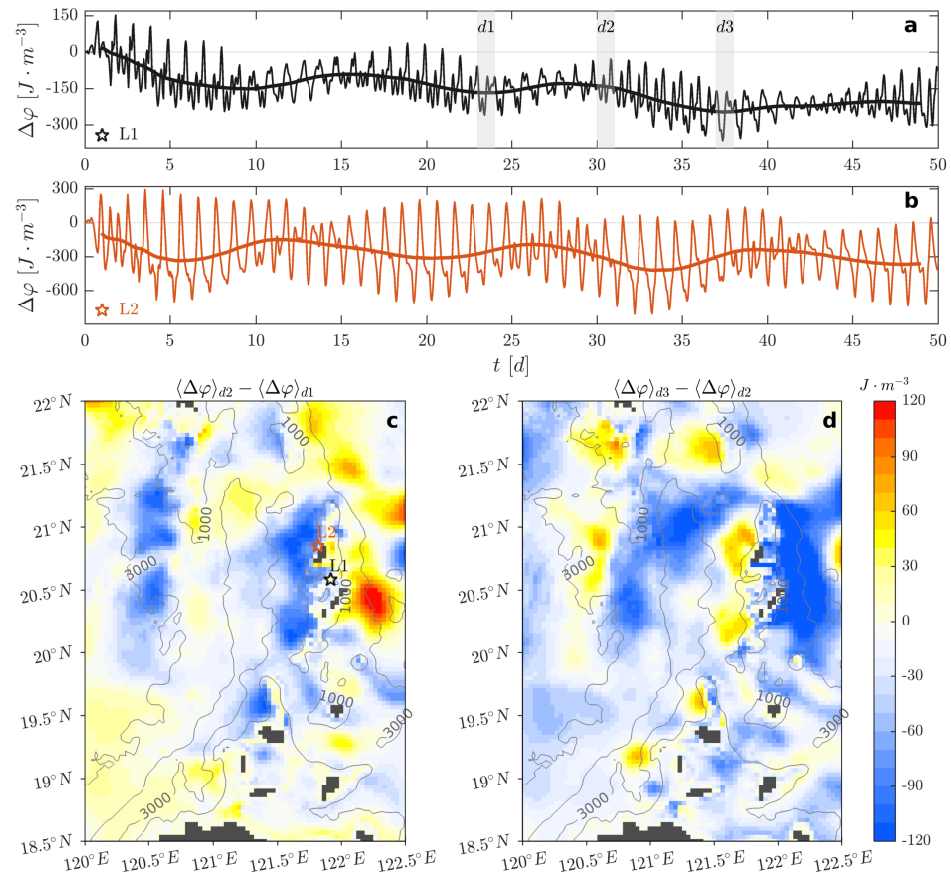 150
0
-150
-300
Δφ [J · m⁻³]
d1
d2
d3
a
L1
0 5 10 15 20 25 30 35 40 45 50
300
0
-300
-600
Δφ [J · m⁻³]
b
L2
0 5 10 15 20 25 30 35 40 45 50
t [d]
⟨Δφ⟩d2 − ⟨Δφ⟩d1
c
22° N
21.5° N
21° N
20.5° N
20° N
19.5° N
19° N
18.5° N
1000
1000
3000
L2
L1
1000
1000
3000
3000
120° E 120.5° E 121° E 121.5° E 122° E 122.5° E
⟨Δφ⟩d3 − ⟨Δφ⟩d2
d
22° N
21.5° N
21° N
20.5° N
20° N
19.5° N
19° N
18.5° N
1000
1000
3000
1000
1000
3000
3000
120° E 120.5° E 121° E 121.5° E 122° E 122.5° E
J · m⁻³
120
90
60
30
0
-30
-60
-90
-120